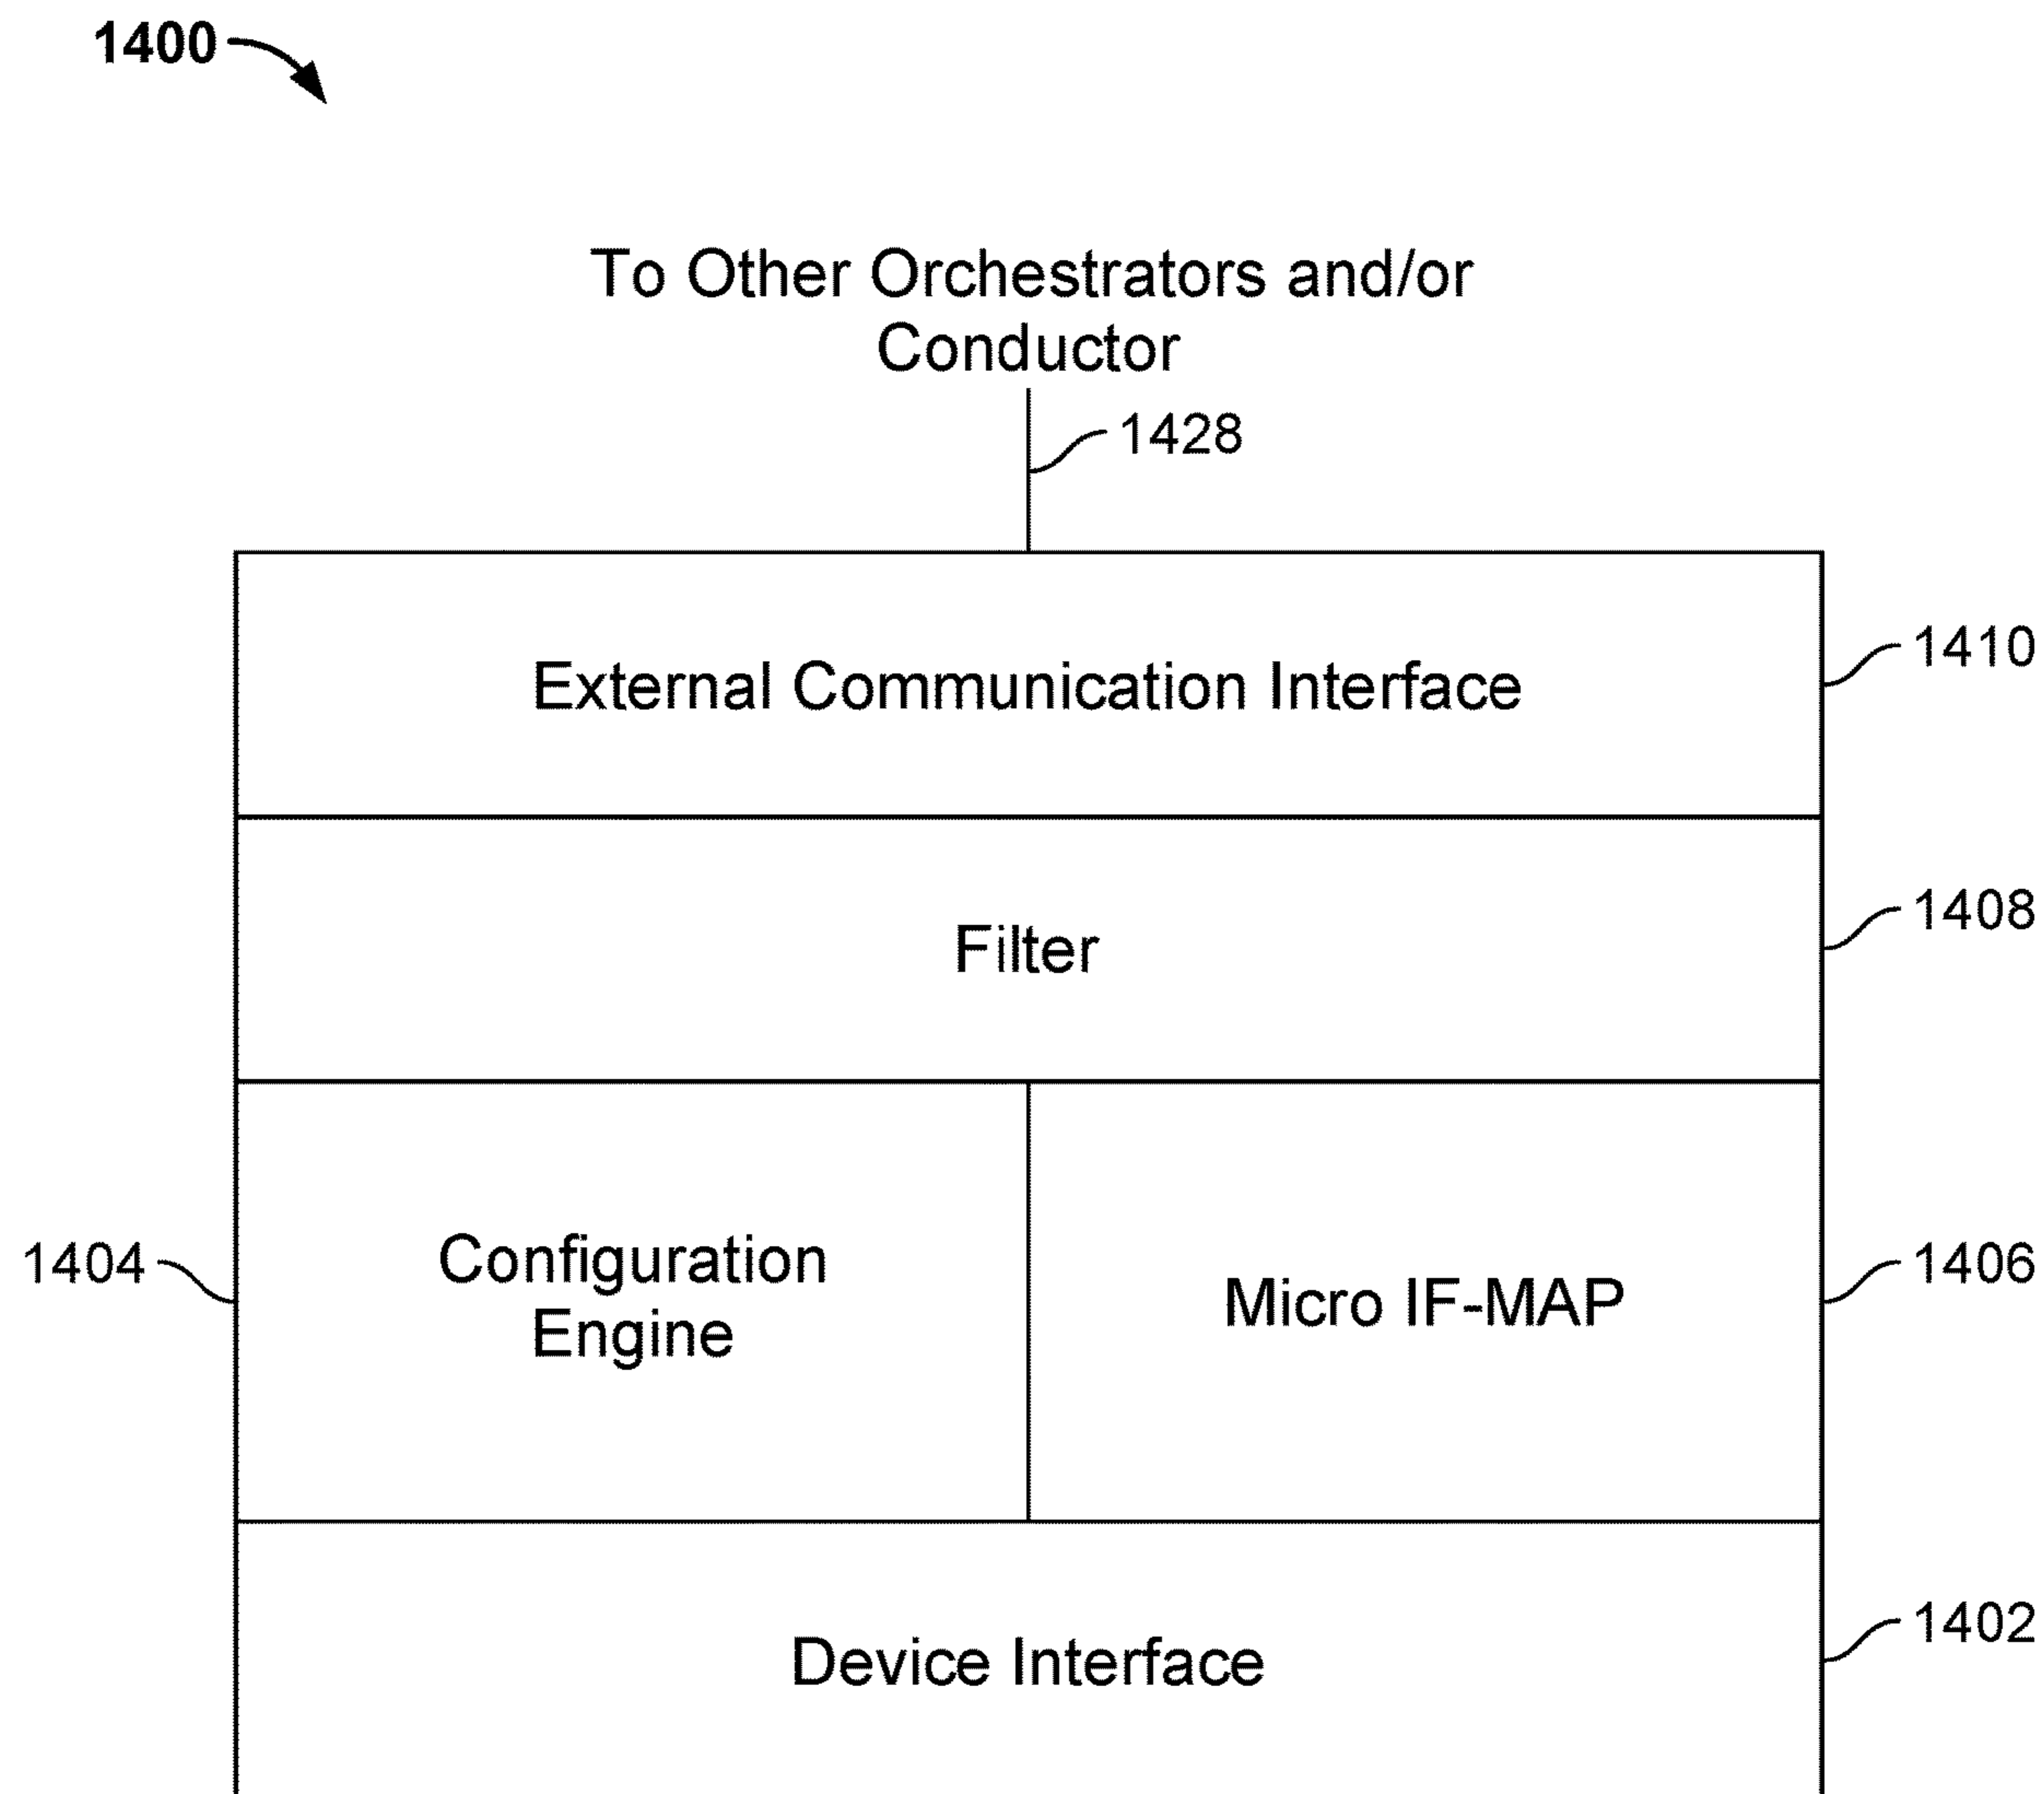 1400
To Other Orchestrators and/or
Conductor
1428
External Communication Interface
1410
Filter
1408
1404
Configuration
Engine
Micro IF-MAP
1406
Device Interface
1402